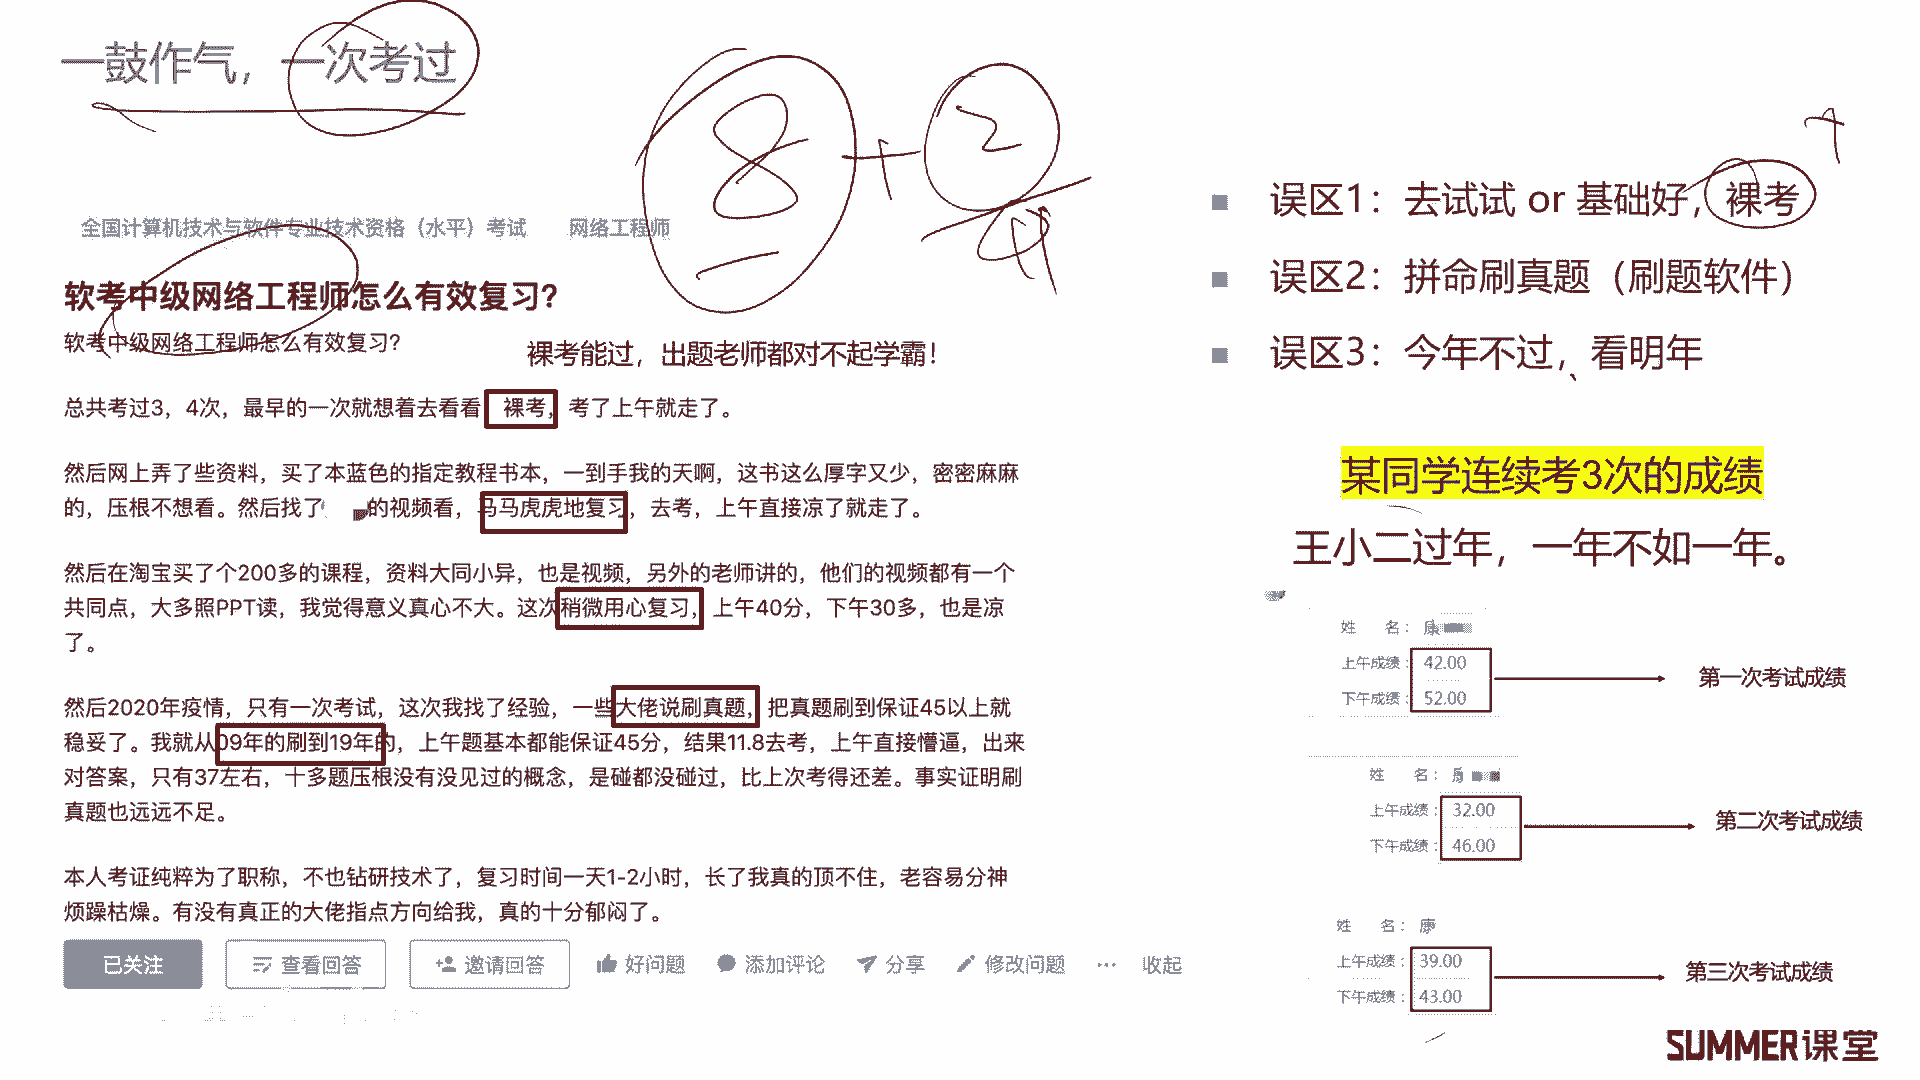 一鼓作气，一次考过
8 + 2
全国计算机技术与软件专业技术资格（水平）考试 网络工程师
软考中级网络工程师怎么有效复习？
软考中级网络工程师怎么有效复习？
裸考能过，出题老师都对不起学霸！
总共考过3，4次，最早的一次就想着去看看 裸考，考了上午就走了。
然后网上弄了些资料，买了本蓝色的指定教程书本，一到手我的天啊，这书这么厚字又少，密密麻麻
的，压根不想看。然后找了 的视频看，马马虎虎地复习，去考，上午直接凉了就走了。
然后在淘宝买了个200多的课程，资料大同小异，也是视频，另外的老师讲的，他们的视频都有一个
共同点，大多照PPT读，我觉得意义真心不大。这次稍微用心复习，上午40分，下午30多，也是凉
了。
然后2020年疫情，只有一次考试，这次我找了经验，一些大佬说刷真题，把真题刷到保证45以上就
稳妥了。我就从09年的刷到19年的，上午题基本都能保证45分，结果11.8去考，上午直接懵逼，出来
对答案，只有37左右，十多题压根没有没见过的概念，是碰都没碰过，比上次考得还差。事实证明刷
真题也远远不足。
本人考证纯粹为了职称，不也钻研技术了，复习时间一天1-2小时，长了我真的顶不住，老容易分神
烦躁枯燥。有没有真正的大佬指点方向给我，真的十分郁闷了。
已关注 查看回答 邀请回答 好问题 添加评论 分享 修改问题 ··· 收起
误区1：去试试 or 基础好，裸考
误区2：拼命刷真题（刷题软件）
误区3：今年不过，看明年
某同学连续考3次的成绩
王小二过年，一年不如一年。
姓 名： 康
上午成绩： 42.00
下午成绩： 52.00
第一次考试成绩
姓 名：
上午成绩： 32.00
下午成绩： 46.00
第二次考试成绩
姓 名： 康
上午成绩： 39.00
下午成绩： 43.00
第三次考试成绩
SUMMER课堂